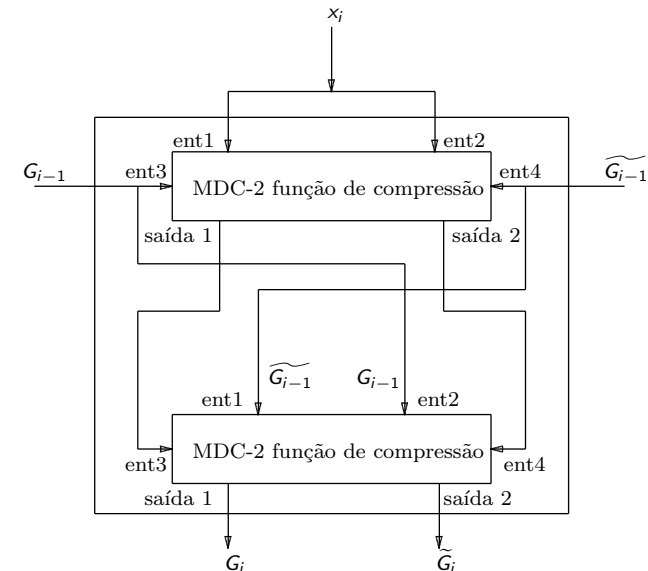 x_i
ent1 ent2
G_{i−1} ent3 ent4 \widetilde{G_{i−1}}
MDC-2 função de compressão
saída 1 saída 2
\widetilde{G_{i−1}} G_{i−1}
ent1 ent2
MDC-2 função de compressão
ent3 ent4
saída 1 saída 2
G_i \widetilde{G}_i